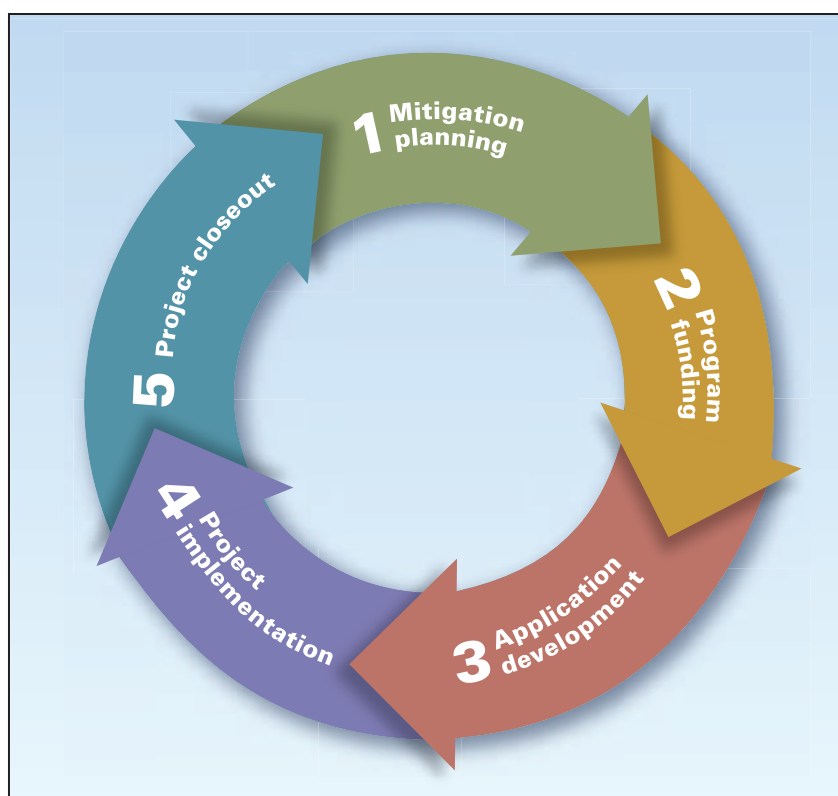 1 Mitigation
planning
2 Program
funding
3 Application
development
4 Project
implementation
5 Project closeout